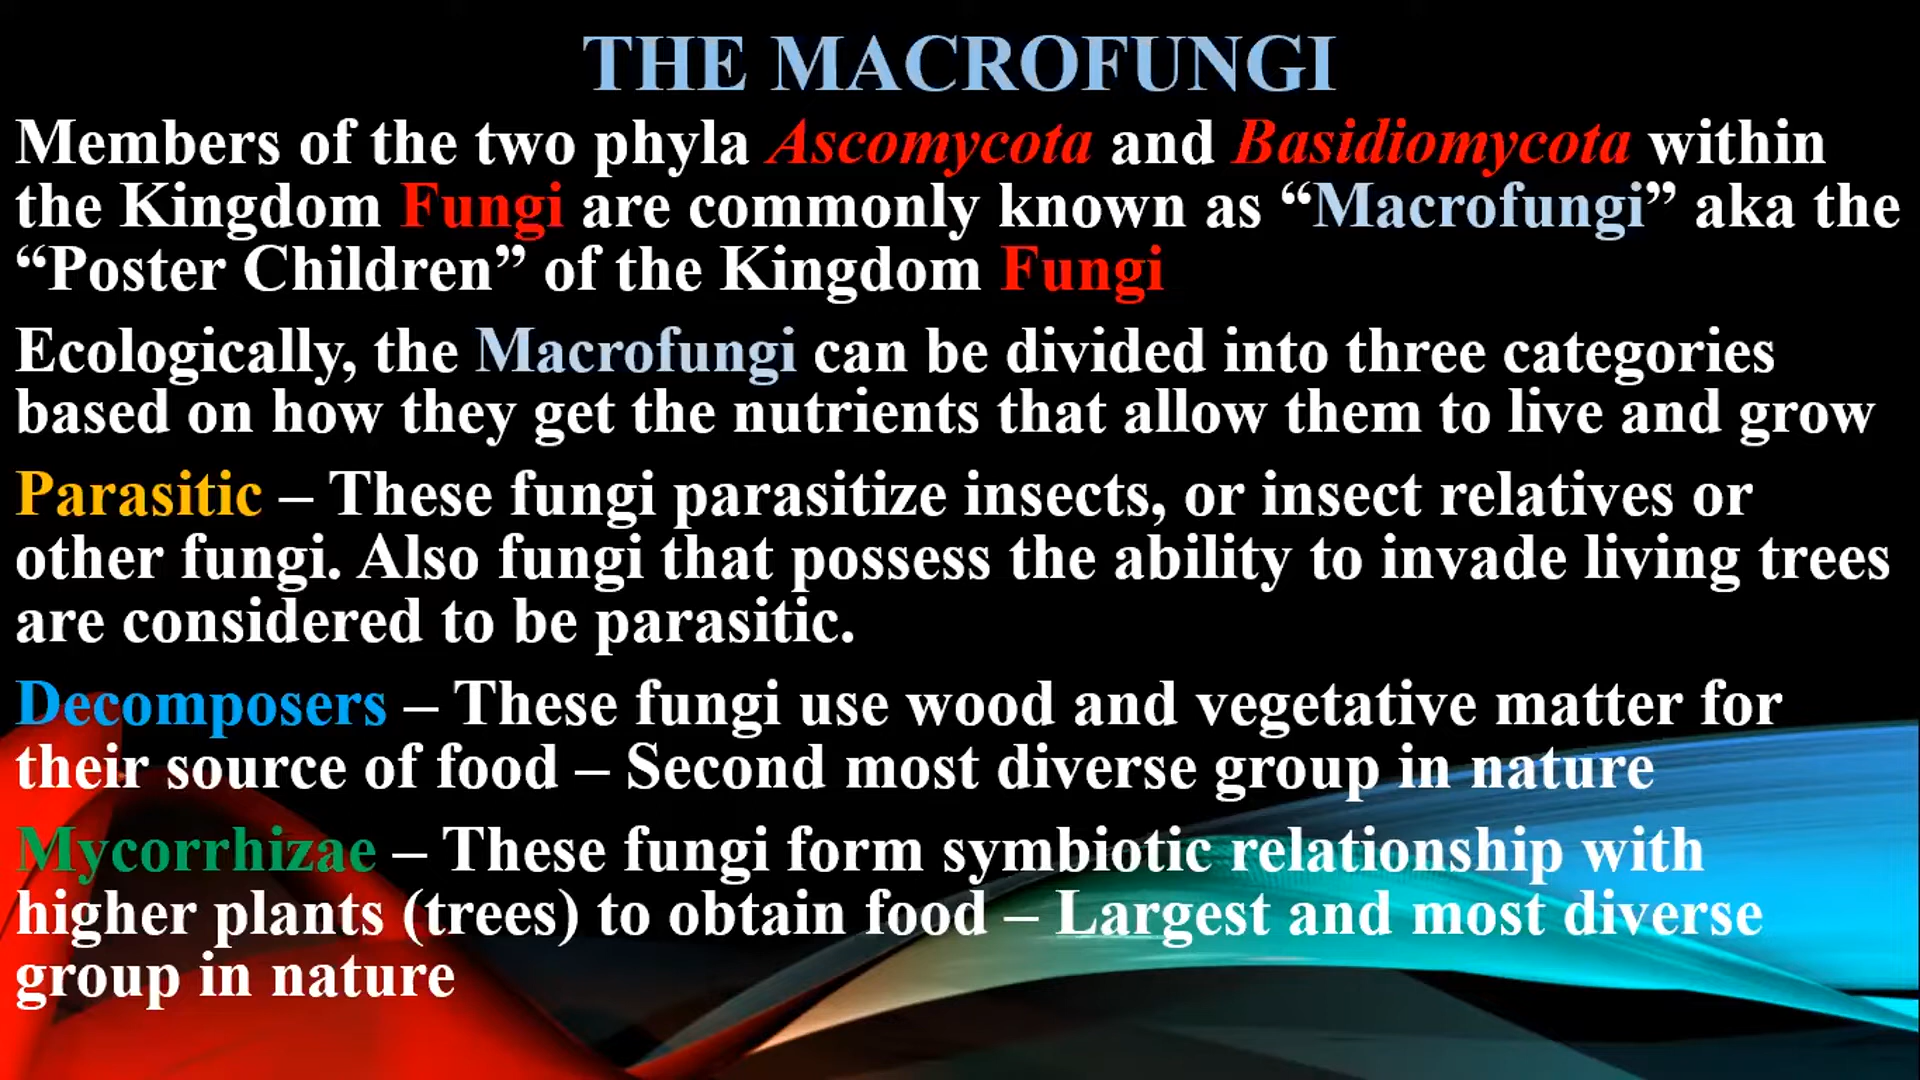 THE MACROFUNGI
Members of the two phyla Ascomycota and Basidiomycota within
the Kingdom Fungi are commonly known as “Macrofungi” aka the
“Poster Children” of the Kingdom Fungi
Ecologically, the Macrofungi can be divided into three categories
based on how they get the nutrients that allow them to live and grow
Parasitic – These fungi parasitize insects, or insect relatives or
other fungi. Also fungi that possess the ability to invade living trees
are considered to be parasitic.
Decomposers – These fungi use wood and vegetative matter for
their source of food – Second most diverse group in nature
Mycorrhizae – These fungi form symbiotic relationship with
higher plants (trees) to obtain food – Largest and most diverse
group in nature